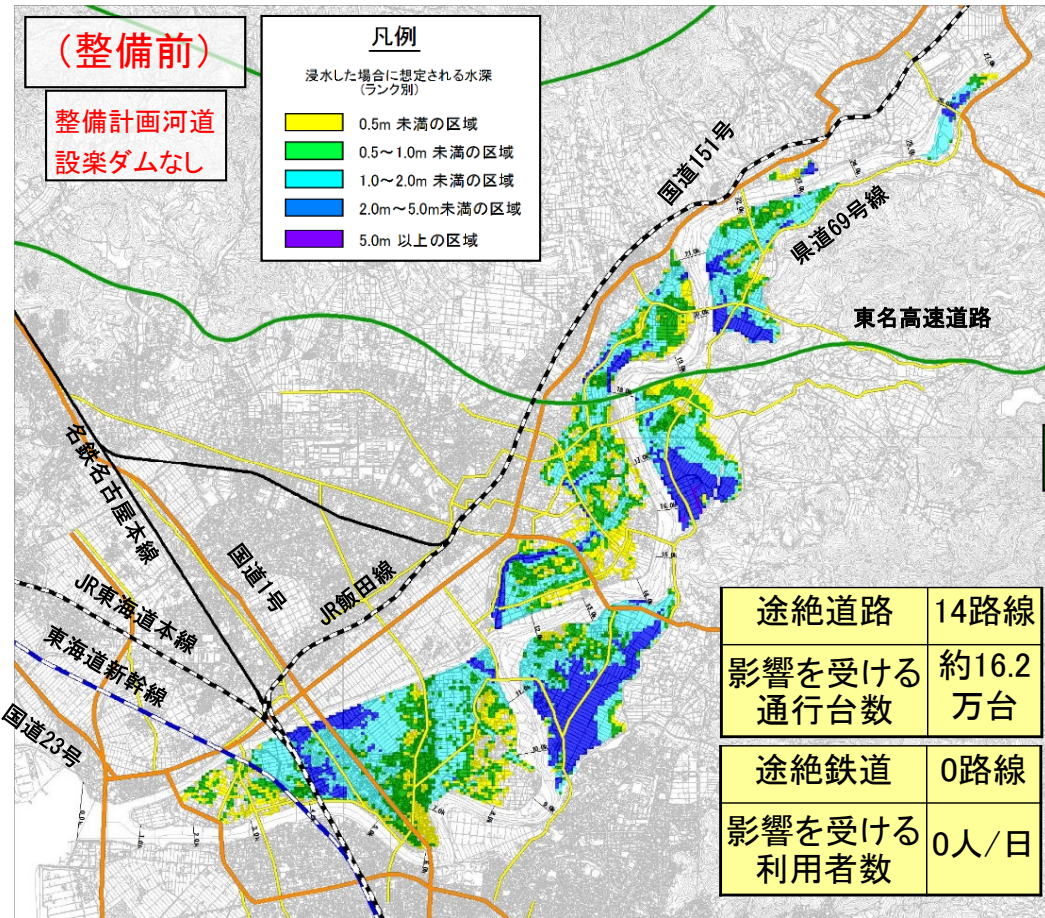 （整備前）
整備計画河道
設楽ダムなし
凡例
浸水した場合に想定される水深
（ランク別）
0.5m 未満の区域
0.5～1.0m 未満の区域
1.0～2.0m 未満の区域
2.0m～5.0m未満の区域
5.0m 以上の区域
国道151号
県道69号線
東名高速道路
名鉄名古屋本線
国道1号
JR飯田線
JR東海道本線
東海道新幹線
国道23号
途絶道路
14路線
影響を受ける
通行台数
約16.2
万台
途絶鉄道
0路線
影響を受ける
利用者数
0人/日